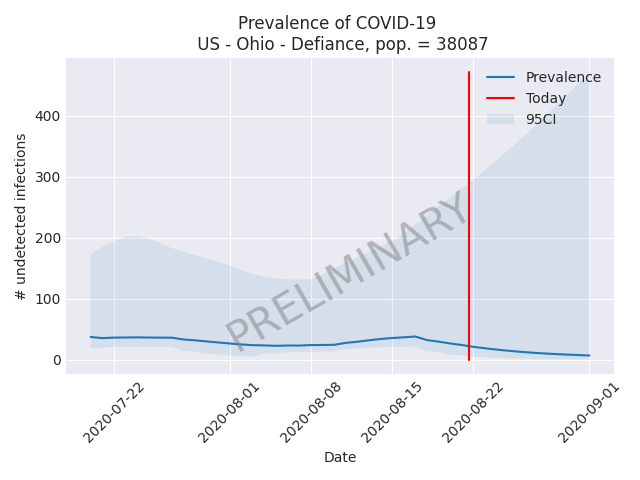 Prevalence of COVID-19
US - Ohio - Defiance, pop. = 38087
Prevalence
Today
95CI
400
300
200
100
0
# undetected infections
PRELIMINARY
2020-07-22
2020-08-01
2020-08-08
2020-08-15
2020-08-22
2020-09-01
Date